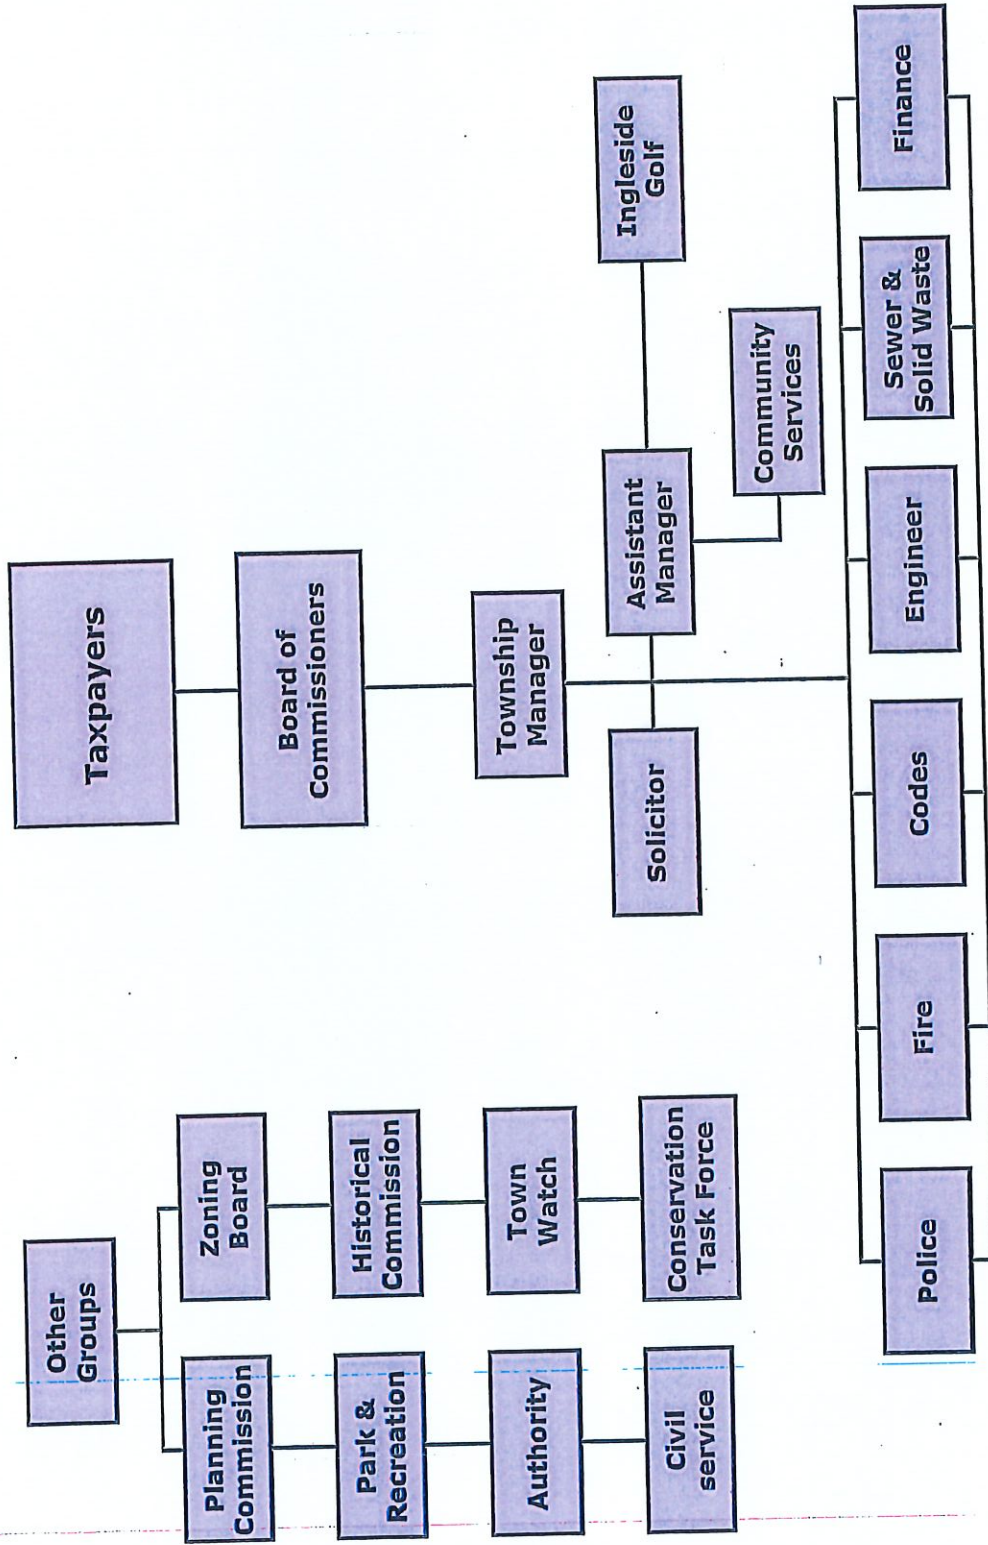 Taxpayers
Board of
Commissioners
Township
Manager
Solicitor
Assistant
Manager
Ingleside
Golf
Community
Services
Other
Groups
Planning
Commission
Zoning
Board
Park &
Recreation
Historical
Commission
Authority
Town
Watch
Civil
service
Conservation
Task Force
Police
Fire
Codes
Engineer
Sewer &
Solid Waste
Finance